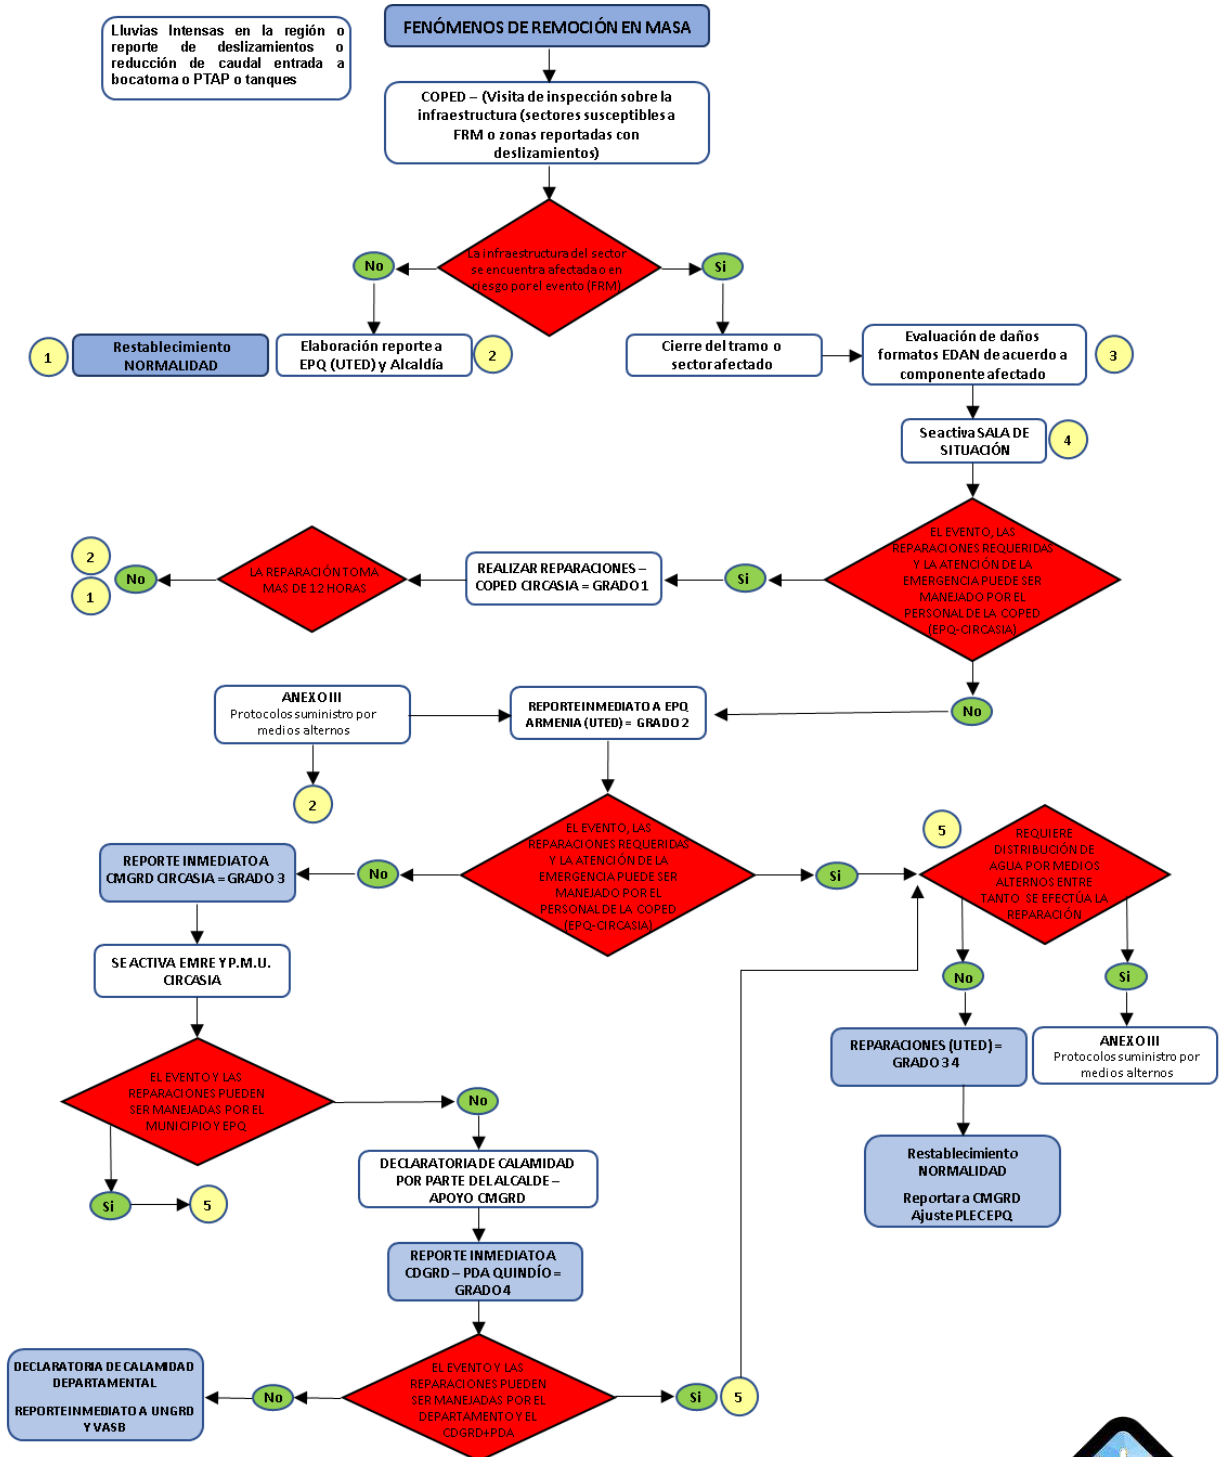 Lluvias Intensas en la región o
reporte de deslizamientos o
reducción de caudal entrada a
bocatoma o PTAP o tanques
FENÓMENOS DE REMOCIÓN EN MASA
COPED – (Visita de inspección sobre la
infraestructura (sectores susceptibles a
FRM o zonas reportadas con
deslizamientos)
La infraestructura del sector
se encuentra afectada o en
riesgo por el evento (FRM)
No
Si
1
Restablecimiento
NORMALIDAD
Elaboración reporte a
EPQ (UTED) y Alcaldía
2
Cierre del tramo o
sector afectado
Evaluación de daños
formatos EDAN de acuerdo a
componente afectado
3
Se activa SALA DE
SITUACIÓN
4
EL EVENTO, LAS
REPARACIONES REQUERIDAS
Y LA ATENCIÓN DE LA
EMERGENCIA PUEDE SER
MANEJADO POR EL
PERSONAL DE LA COPED
(EPQ-CIRCASIA)
Si
REALIZAR REPARACIONES –
COPED CIRCASIA = GRADO 1
LA REPARACIÓN TOMA
MAS DE 12 HORAS
No
2
1
No
ANEXO III
Protocolos suministro por
medios alternos
2
REPORTE INMEDIATO A EPQ
ARMENIA (UTED) = GRADO 2
EL EVENTO, LAS
REPARACIONES REQUERIDAS
Y LA ATENCIÓN DE LA
EMERGENCIA PUEDE SER
MANEJADO POR EL
PERSONAL DE LA COPED
(EPQ-CIRCASIA)
No
Si
5
REQUIERE
DISTRIBUCIÓN DE
AGUA POR MEDIOS
ALTERNOS ENTRE
TANTO SE EFECTÚA LA
REPARACIÓN
REPORTE INMEDIATO A
CMGRD CIRCASIA = GRADO 3
SE ACTIVA EMRE Y P.M.U.
CIRCASIA
No
Si
REPARACIONES (UTED) =
GRADO 3 4
ANEXO III
Protocolos suministro por
medios alternos
Restablecimiento
NORMALIDAD
Reportar a CMGRD
Ajuste PLEC EPQ
EL EVENTO Y LAS
REPARACIONES PUEDEN
SER MANEJADAS POR EL
MUNICIPIO Y EPQ
No
Si
5
DECLARATORIA DE CALAMIDAD
POR PARTE DEL ALCALDE –
APOYO CMGRD
REPORTE INMEDIATO A
CDGRD – PDA QUINDÍO =
GRADO 4
EL EVENTO Y LAS
REPARACIONES PUEDEN
SER MANEJADAS POR EL
DEPARTAMENTO Y EL
CDGRD+PDA
Si
5
No
DECLARATORIA DE CALAMIDAD
DEPARTAMENTAL
REPORTE INMEDIATO A UNGRD
Y VASB